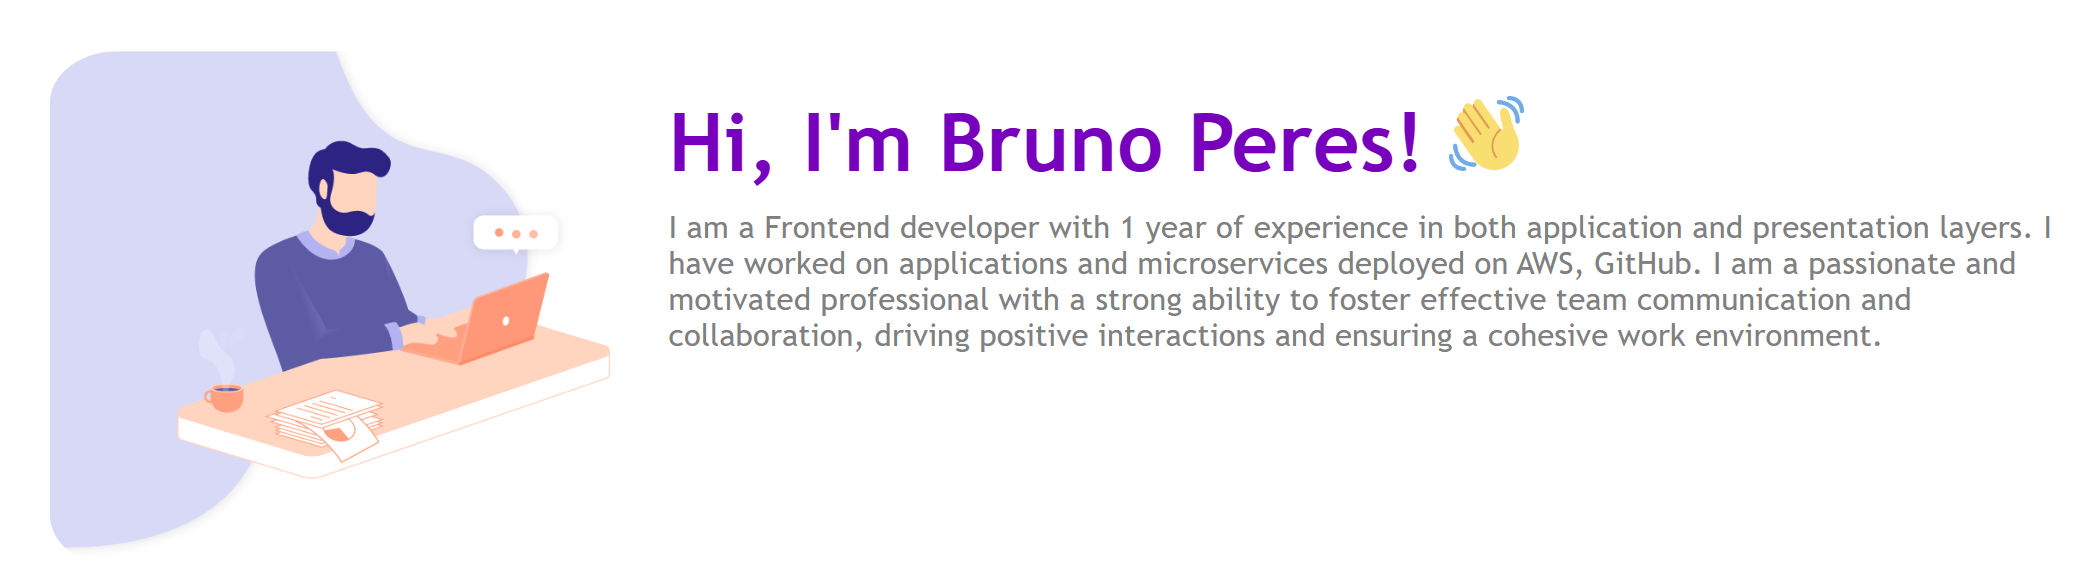 Hi, I'm Bruno Peres!
I am a Frontend developer with 1 year of experience in both application and presentation layers. I
have worked on applications and microservices deployed on AWS, GitHub. I am a passionate and
motivated professional with a strong ability to foster effective team communication and
collaboration, driving positive interactions and ensuring a cohesive work environment.